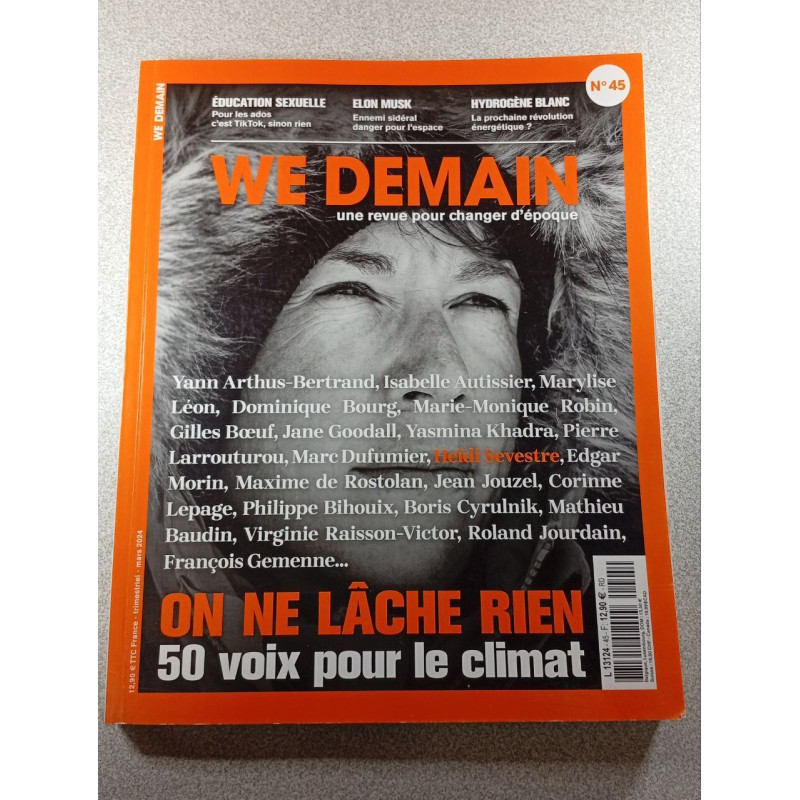 WE DEMAIN
N° 45
ÉDUCATION SEXUELLE
Pour les ados
c'est TikTok, sinon rien
ELON MUSK
Ennemi sidéral
danger pour l'espace
HYDROGÈNE BLANC
La prochaine révolution
énergétique ?
WE DEMAIN
une revue pour changer d'époque
Yann Arthus-Bertrand, Isabelle Autissier, Marylise
Léon, Dominique Bourg, Marie-Monique Robin,
Gilles Bœuf, Jane Goodall, Yasmina Khadra, Pierre
Larrouturou, Marc Dufumier, Heïdi Sevestre, Edgar
Morin, Maxime de Rostolan, Jean Jouzel, Corinne
Lepage, Philippe Bihouix, Boris Cyrulnik, Mathieu
Baudin, Virginie Raisson-Victor, Roland Jourdain,
François Gemenne...
ON NE LÂCHE RIEN
50 voix pour le climat
12,90 € TTC France - trimestriel - mars 2024
L 13124 - 45 - F: 12,90 € - RD